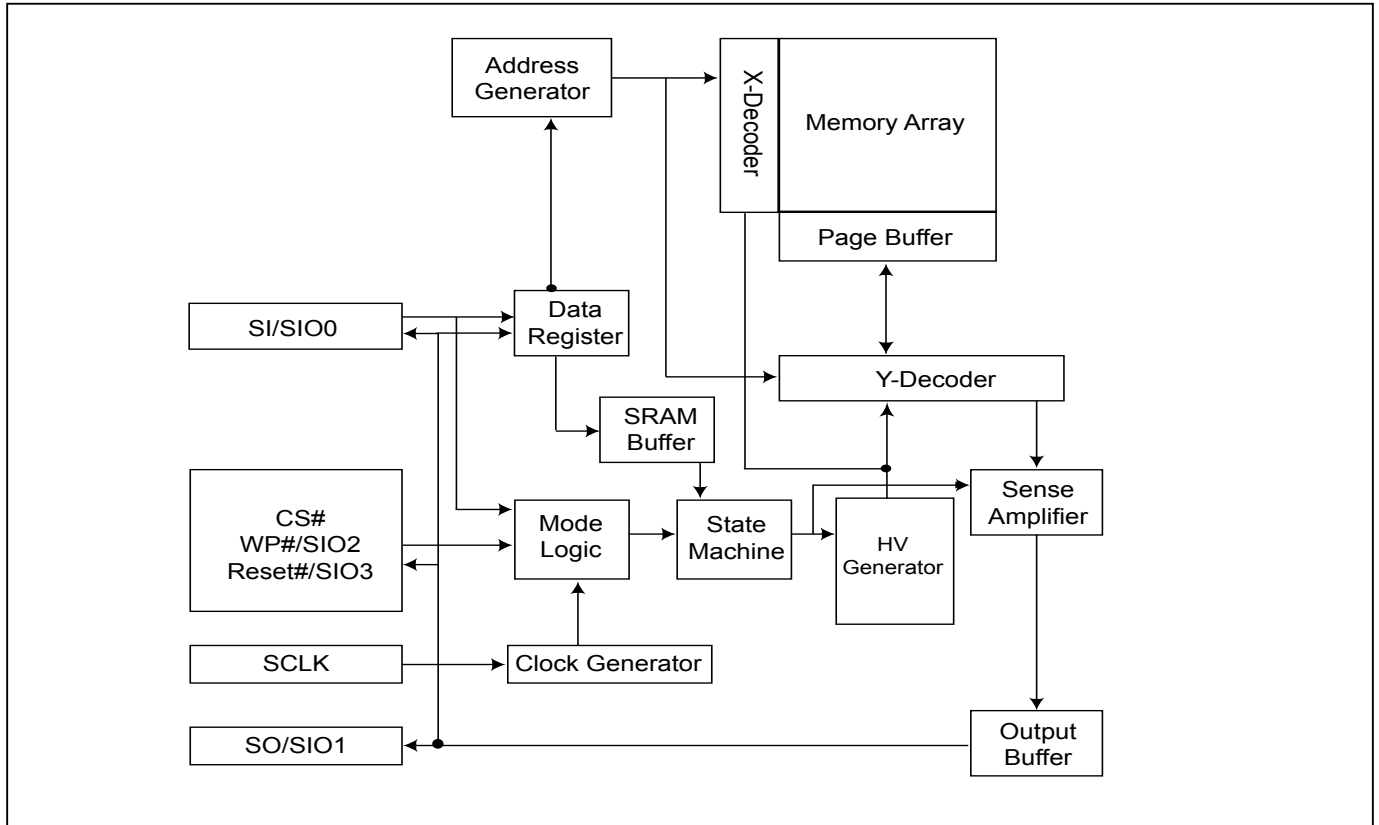 Address
Generator
X-Decoder
Memory Array
Page Buffer
SI/SIO0
Data
Register
Y-Decoder
SRAM
Buffer
CS#
WP#/SIO2
Reset#/SIO3
Mode
Logic
State
Machine
HV
Generator
Sense
Amplifier
SCLK
Clock Generator
SO/SIO1
Output
Buffer